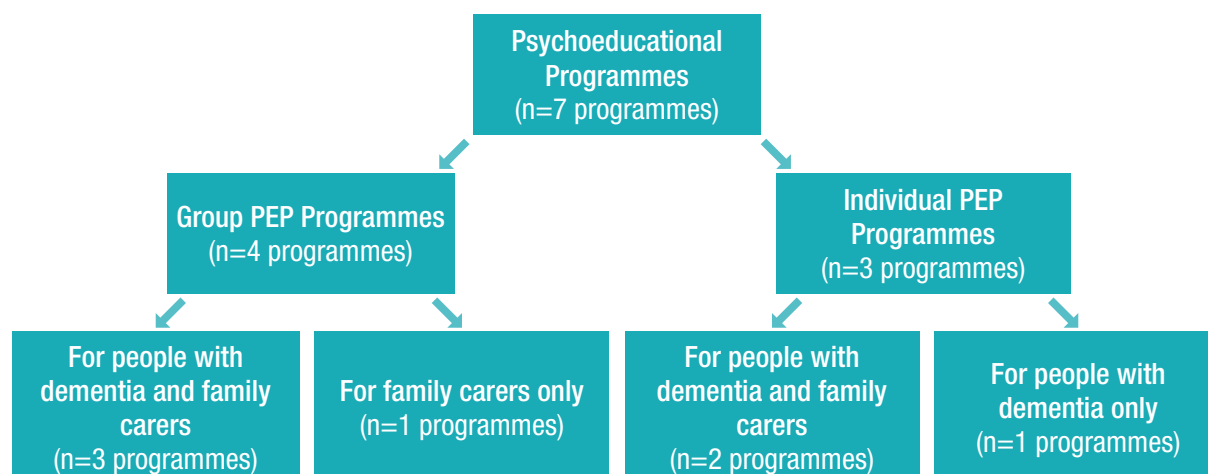 Psychoeducational
Programmes
(n=7 programmes)
Group PEP Programmes
(n=4 programmes)
Individual PEP
Programmes
(n=3 programmes)
For people with
dementia and family
carers
(n=3 programmes)
For family carers only
(n=1 programmes)
For people with
dementia and family
carers
(n=2 programmes)
For people with
dementia only
(n=1 programmes)